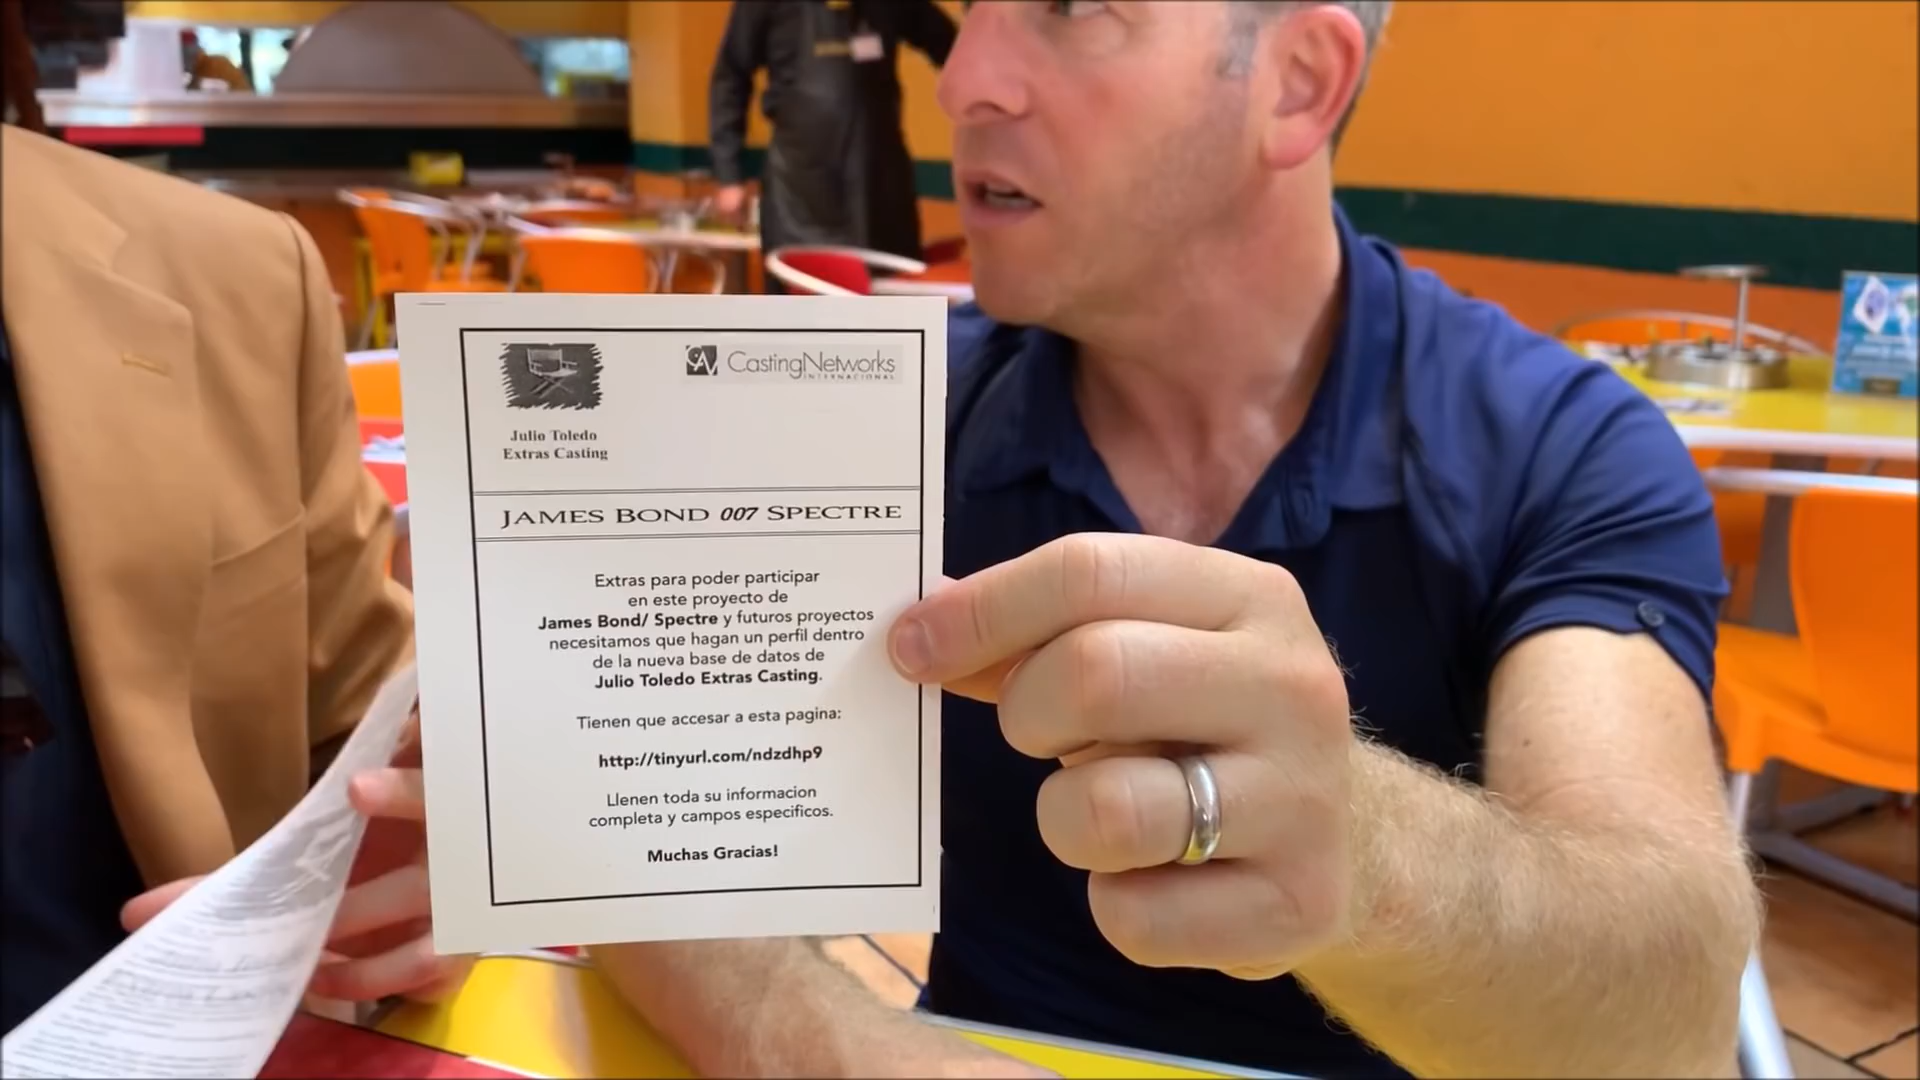 CastingNetworks
INTERNACIONAL
Julio Toledo
Extras Casting
JAMES BOND 007 SPECTRE
Extras para poder participar
en este proyecto de
James Bond/ Spectre y futuros proyectos
necesitamos que hagan un perfil dentro
de la nueva base de datos de
Julio Toledo Extras Casting.
Tienen que accesar a esta pagina:
http://tinyurl.com/ndzdhp9
Llenen toda su informacion
completa y campos especificos.
Muchas Gracias!